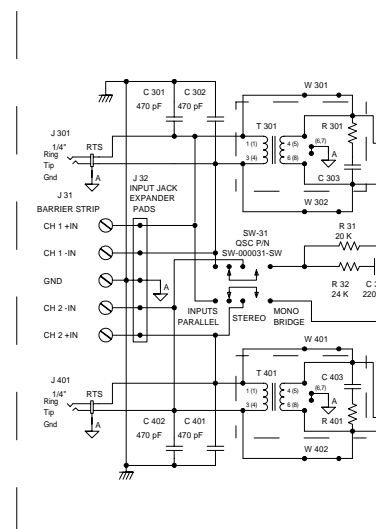 W 301
C 301 C 302
470 pF 470 pF
T 301
R 301
J 301
1/4" RTS
Ring
Tip
Gnd
A
1 (1) 4 (5)
3 (4) 6 (8)
(6,7)
A
C 303
W 302
J 31
BARRIER STRIP
J 32
INPUT JACK
EXPANDER
PADS
CH 1 +IN
CH 1 -IN
GND
CH 2 -IN
CH 2 +IN
A
SW-31
QSC P/N
SW-000031-SW
R 31
20 K
R 32
24 K
C 3
220
INPUTS
PARALLEL
STEREO
MONO
BRIDGE
W 401
J 401
1/4" RTS
Ring
Tip
Gnd
A
T 401
1 (1) 4 (5)
3 (4) 6 (8)
(6,7)
A
C 403
R 401
C 402 C 401
470 pF 470 pF
W 402